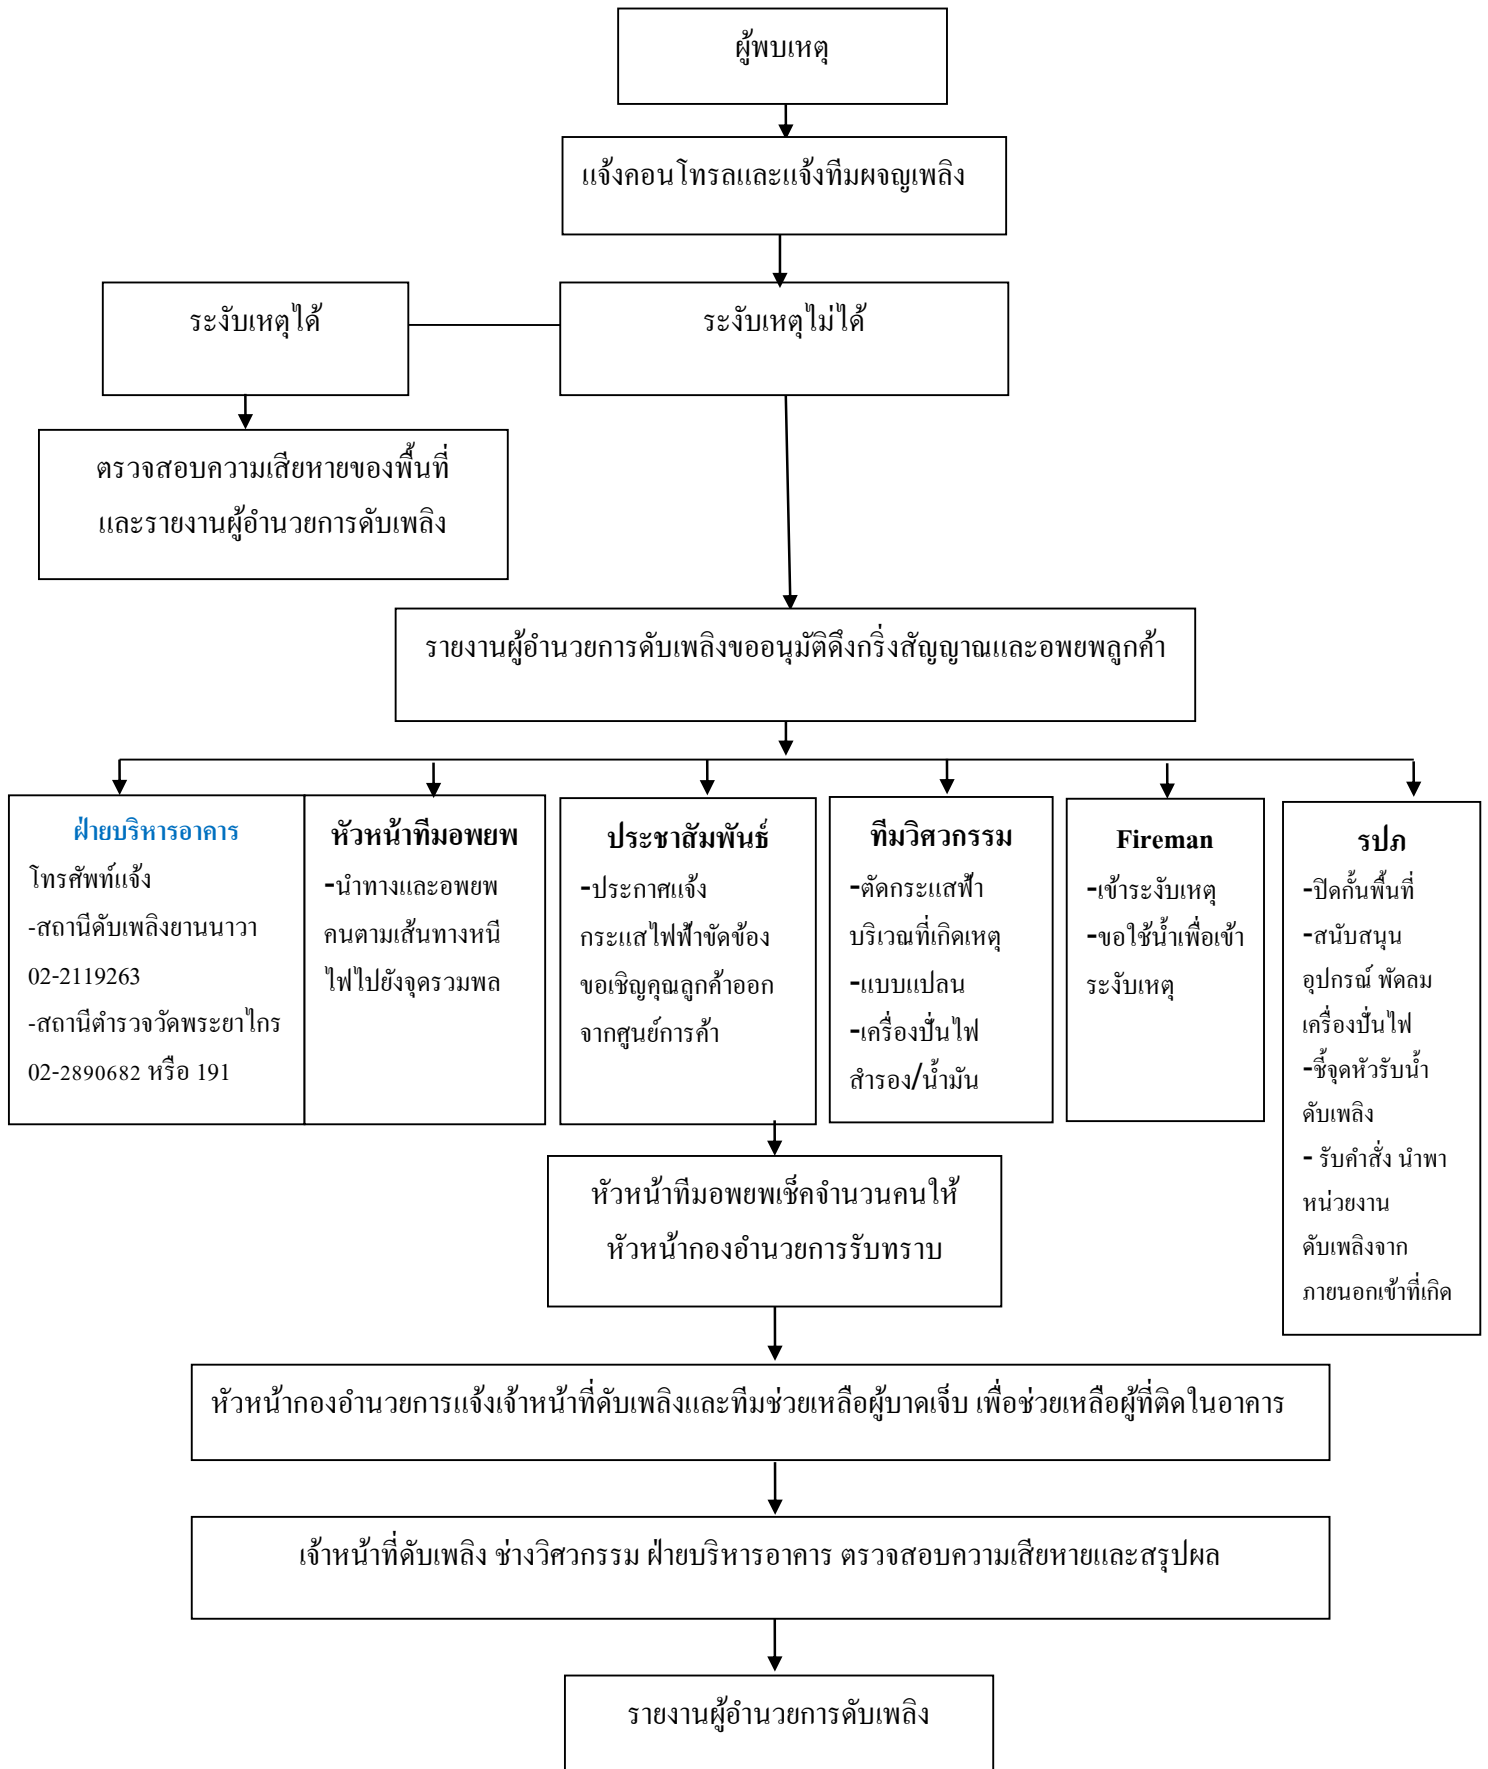 ผู้พบเหตุ
แจ้งคอนโทรลและแจ้งทีมผจญเพลิง
ระงับเหตุได้
ระงับเหตุไม่ได้
ตรวจสอบความเสียหายของพื้นที่
และรายงานผู้อำนวยการดับเพลิง
รายงานผู้อำนวยการดับเพลิงขออนุมัติดึงกริ่งสัญญาณและอพยพลูกค้า
ฝ่ายบริหารอาคาร
โทรศัพท์แจ้ง
-สถานีดับเพลิงยานนาวา
02-2119263
-สถานีตำรวจวัดพระยาไกร
02-2890682 หรือ 191
หัวหน้าทีมอพยพ
-นำทางและอพยพ
คนตามเส้นทางหนี
ไฟไปยังจุดรวมพล
ประชาสัมพันธ์
-ประกาศแจ้ง
กระแสไฟฟ้าขัดข้อง
ขอเชิญคุณลูกค้าออก
จากศูนย์การค้า
ทีมวิศวกรรม
-ตัดกระแสฟ้า
บริเวณที่เกิดเหตุ
-แบบแปลน
-เครื่องปั่นไฟ
สำรอง/น้ำมัน
Fireman
-เข้าระงับเหตุ
-ขอใช้น้ำเพื่อเข้า
ระงับเหตุ
รปภ
-ปิดกั้นพื้นที่
-สนับสนุน
อุปกรณ์ พัดลม
เครื่องปั่นไฟ
-ชี้จุดหัวรับน้ำ
ดับเพลิง
- รับคำสั่ง นำพา
หน่วยงาน
ดับเพลิงจาก
ภายนอกเข้าที่เกิด
หัวหน้าทีมอพยพเช็คจำนวนคนให้
หัวหน้ากองอำนวยการรับทราบ
หัวหน้ากองอำนวยการแจ้งเจ้าหน้าที่ดับเพลิงและทีมช่วยเหลือผู้บาดเจ็บ เพื่อช่วยเหลือผู้ที่ติดในอาคาร
เจ้าหน้าที่ดับเพลิง ช่างวิศวกรรม ฝ่ายบริหารอาคาร ตรวจสอบความเสียหายและสรุปผล
รายงานผู้อำนวยการดับเพลิง